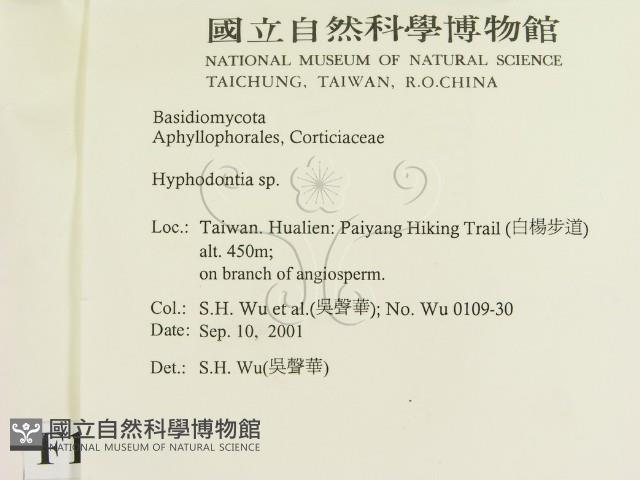 國立自然科學博物館
NATIONAL MUSEUM OF NATURAL SCIENCE
TAICHUNG, TAIWAN, R.O.CHINA
Basidiomycota
Aphyllophorales, Corticiaceae
Hyphodontia sp.
Loc.: Taiwan. Hualien: Paiyang Hiking Trail (白楊步道)
alt. 450m;
on branch of angiosperm.
Col.: S.H. Wu et al.(吳聲華); No. Wu 0109-30
Date: Sep. 10, 2001
Det.: S.H. Wu(吳聲華)
國立自然科學博物館
NATIONAL MUSEUM OF NATURAL SCIENCE